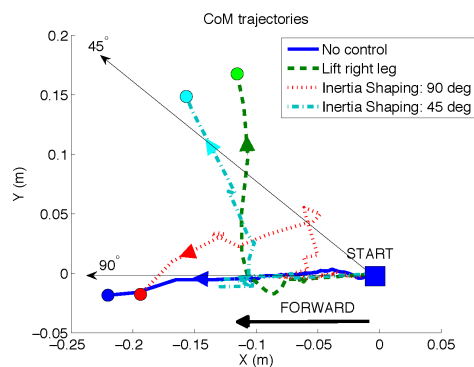 CoM trajectories
No control
Lift right leg
Inertia Shaping: 90 deg
Inertia Shaping: 45 deg
45°
90°
START
FORWARD
Y (m)
0.2
0.15
0.1
0.05
0
−0.05
−0.25
−0.2
−0.15
−0.1
−0.05
0
0.05
X (m)